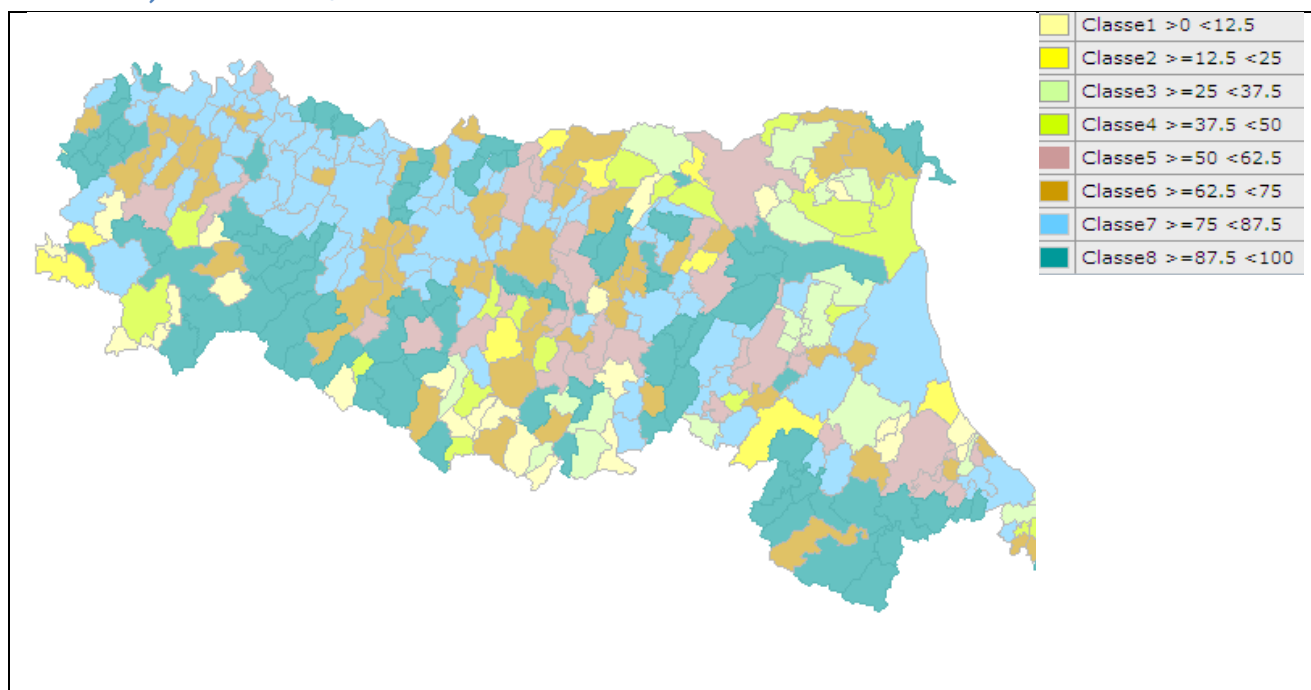 Classe1 >0 <12.5
Classe2 >=12.5 <25
Classe3 >=25 <37.5
Classe4 >=37.5 <50
Classe5 >=50 <62.5
Classe6 >=62.5 <75
Classe7 >=75 <87.5
Classe8 >=87.5 <100